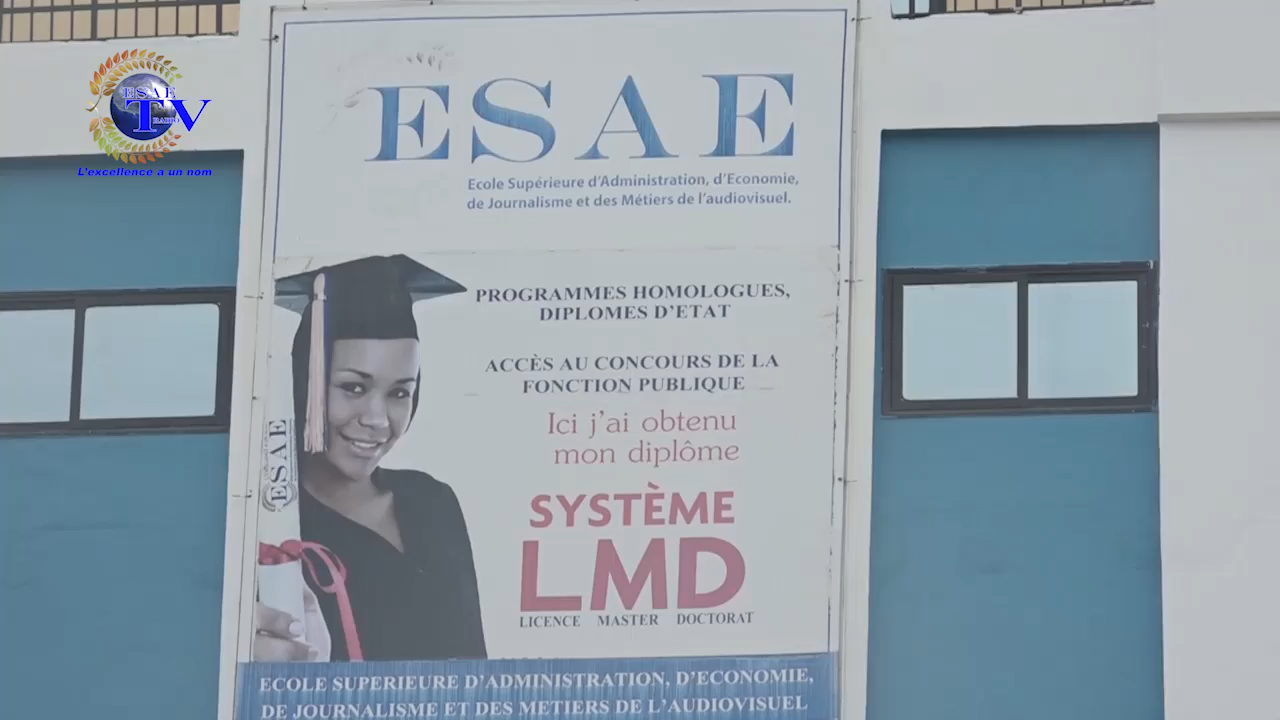 ESAE
TV
RADIO
L'excellence a un nom
ESAE
Ecole Supérieure d'Administration, d'Economie,
de Journalisme et des Métiers de l'audiovisuel.
PROGRAMMES HOMOLOGUES,
DIPLOMES D'ETAT
ACCÈS AU CONCOURS DE LA
FONCTION PUBLIQUE
Ici j'ai obtenu
mon diplôme
ESAE
SYSTÈME
LMD
LICENCE MASTER DOCTORAT
ECOLE SUPERIEURE D'ADMINISTRATION, D'ECONOMIE,
DE JOURNALISME ET DES METIERS DE L'AUDIOVISUEL